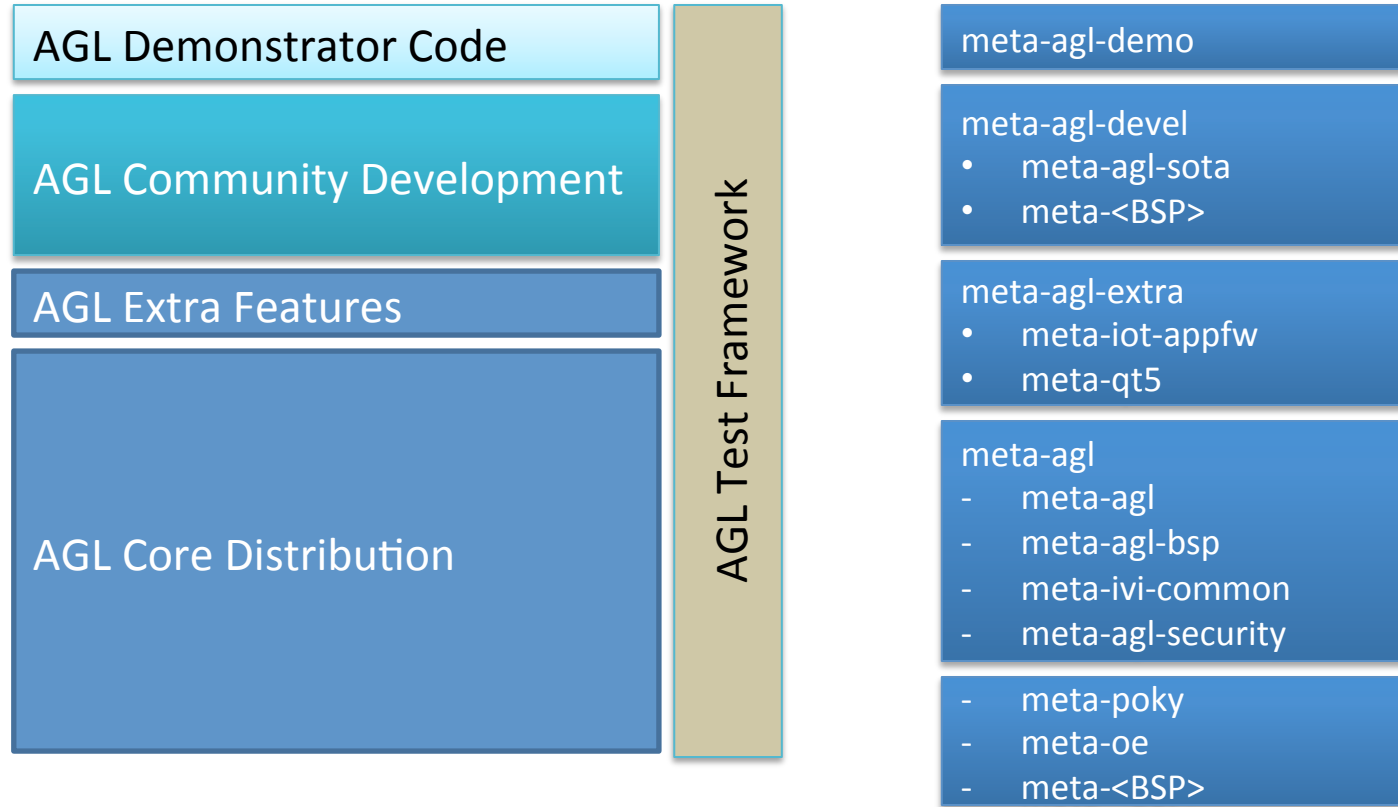 AGL Demonstrator Code
AGL Community Development
AGL Extra Features
AGL Core Distribution
AGL Test Framework
meta-agl-demo
meta-agl-devel
• meta-agl-sota
• meta-<BSP>
meta-agl-extra
• meta-iot-appfw
• meta-qt5
meta-agl
- meta-agl
- meta-agl-bsp
- meta-ivi-common
- meta-agl-security
- meta-poky
- meta-oe
- meta-<BSP>